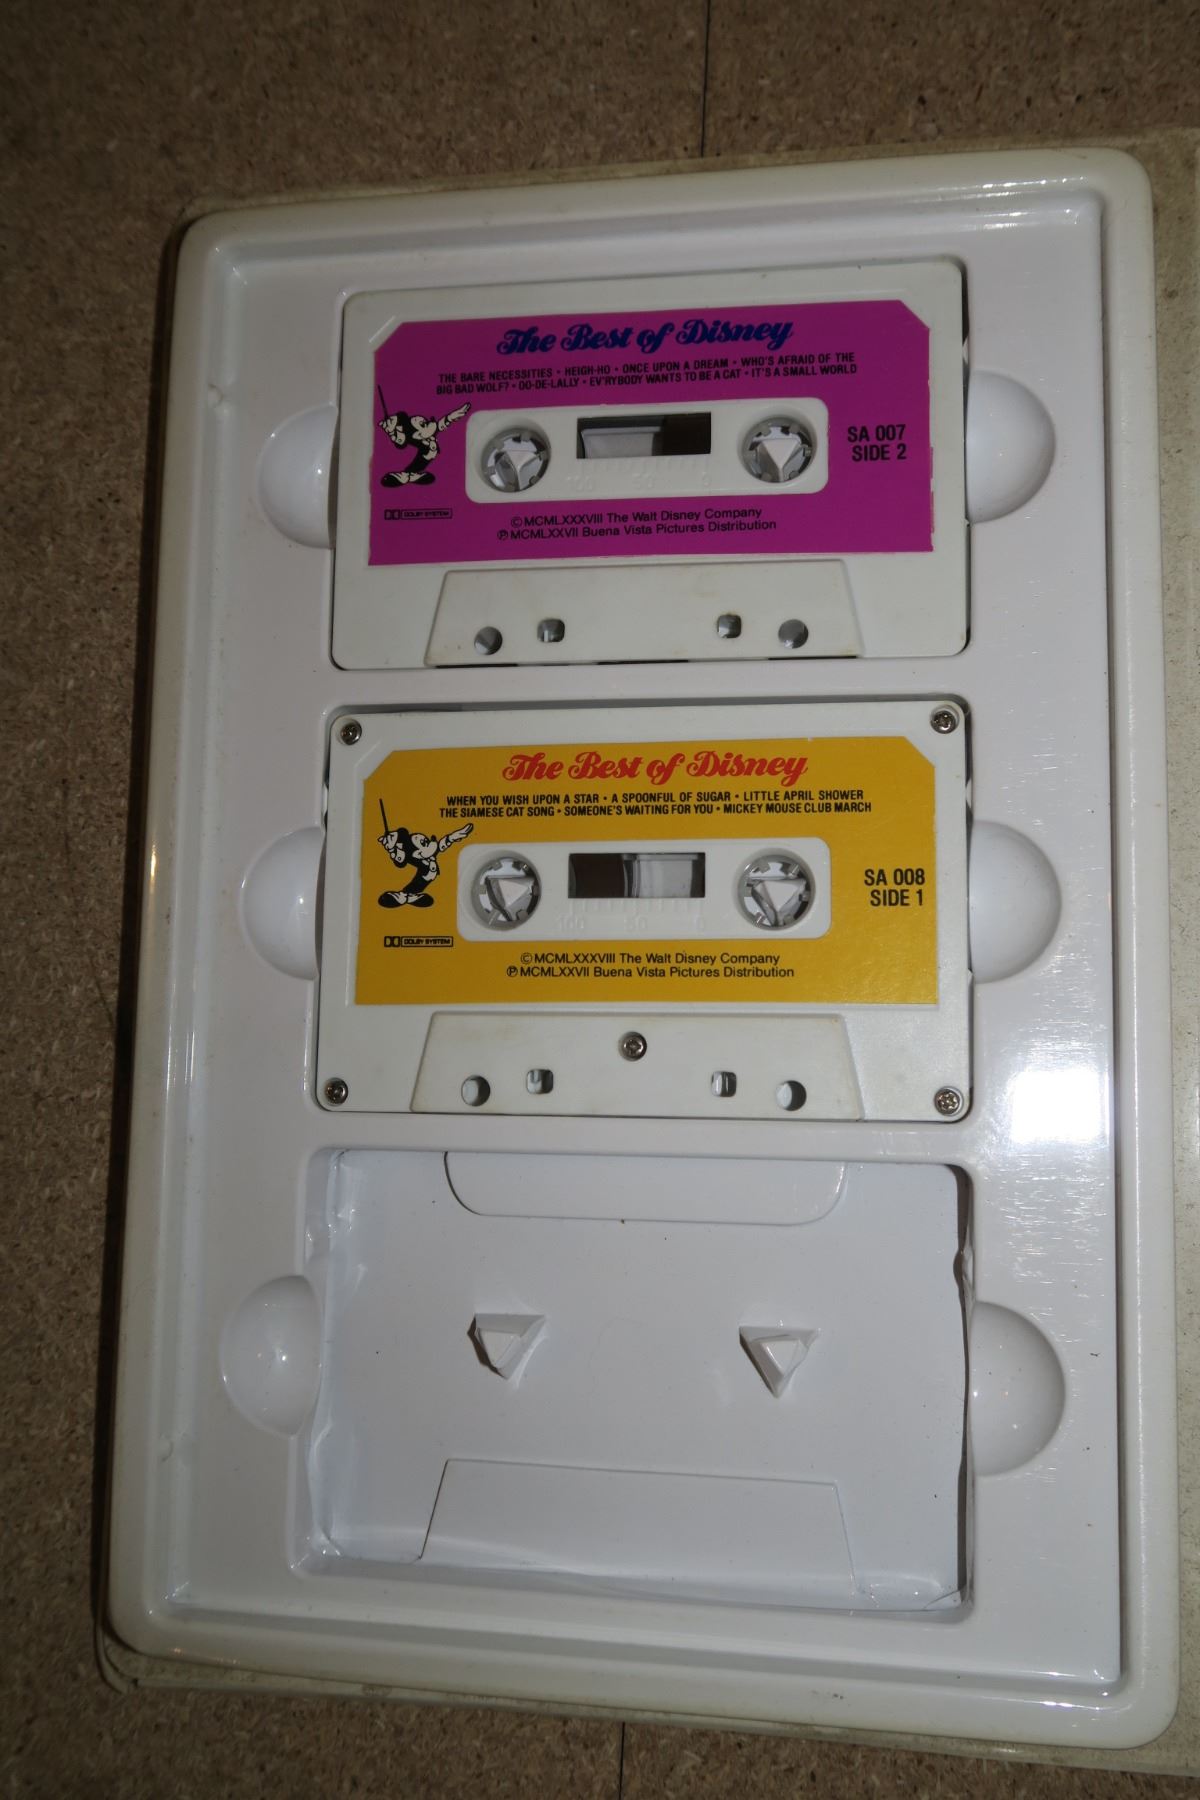 The Best of Disney
THE BARE NECESSITIES • HEIGH-HO • ONCE UPON A DREAM • WHO'S AFRAID OF THE
BIG BAD WOLF? • OO-DE-LALLY • EV'RYBODY WANTS TO BE A CAT • IT'S A SMALL WORLD
SA 007
SIDE 2
100 50 0
DOLBY SYSTEM
©MCMLXXXVIII The Walt Disney Company
℗MCMLXXVII Buena Vista Pictures Distribution
The Best of Disney
WHEN YOU WISH UPON A STAR • A SPOONFUL OF SUGAR • LITTLE APRIL SHOWER
THE SIAMESE CAT SONG • SOMEONE'S WAITING FOR YOU • MICKEY MOUSE CLUB MARCH
SA 008
SIDE 1
100 50 0
DOLBY SYSTEM
©MCMLXXXVIII The Walt Disney Company
℗MCMLXXVII Buena Vista Pictures Distribution